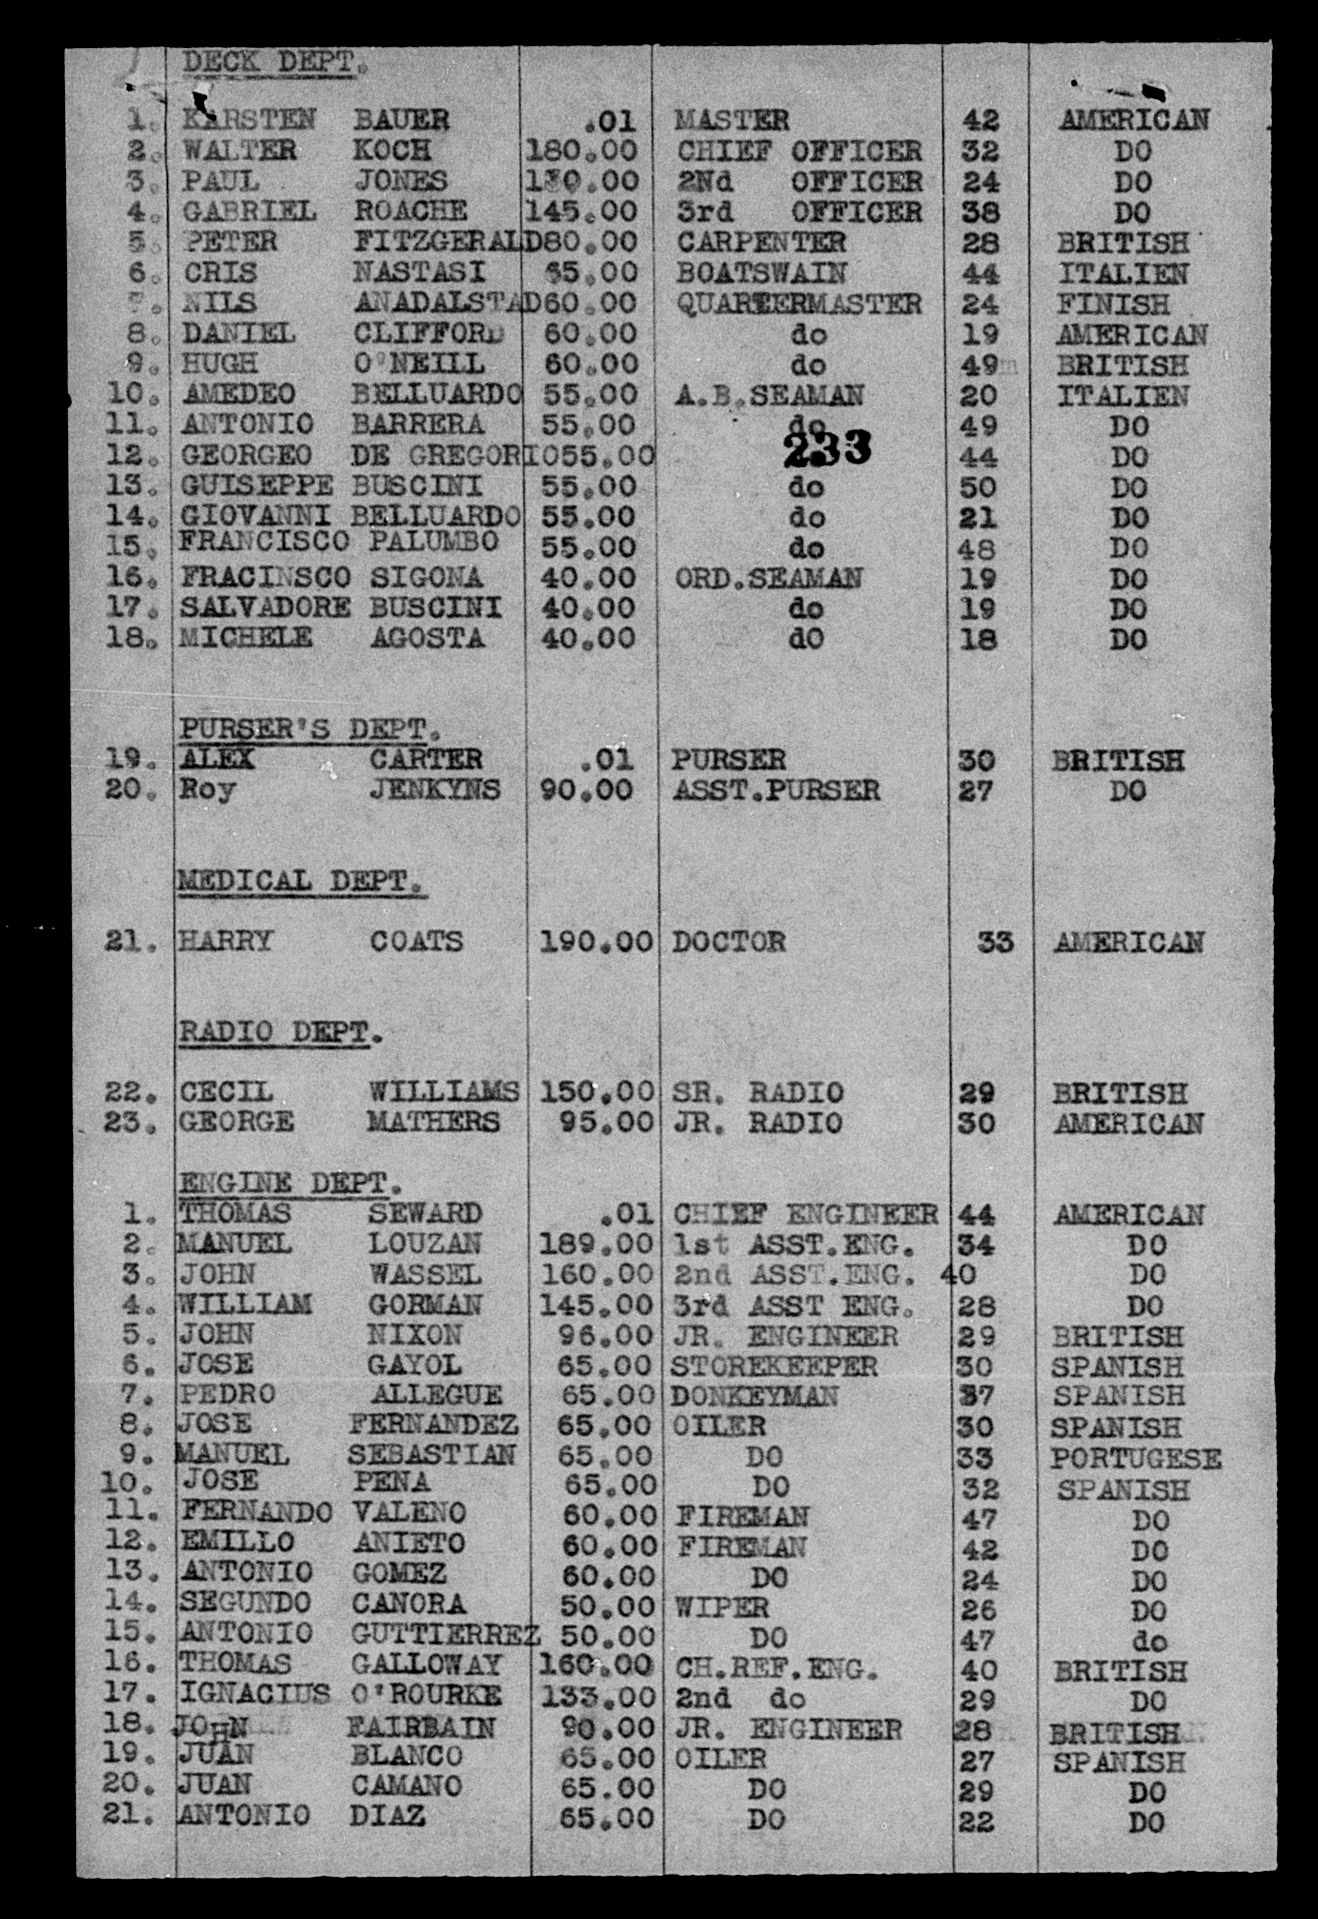 DECK DEPT.
1. KARSTEN BAUER .01 MASTER 42 AMERICAN
2. WALTER KOCH 180.00 CHIEF OFFICER 32 DO
3. PAUL JONES 130.00 2Nd OFFICER 24 DO
4. GABRIEL ROACHE 145.00 3rd OFFICER 38 DO
5. PETER FITZGERALD 80.00 CARPENTER 28 BRITISH
6. CRIS NASTASI 65.00 BOATSWAIN 44 ITALIEN
7. NILS ANADALSTAD 60.00 QUARTERMASTER 24 FINISH
8. DANIEL CLIFFORD 60.00 do 19 AMERICAN
9. HUGH O'NEILL 60.00 do 49 BRITISH
10. AMEDEO BELLUARDO 55.00 A.B.SEAMAN 20 ITALIEN
11. ANTONIO BARRERA 55.00 do 49 DO
12. GEORGEO DE GREGORIO 55.00 233 44 DO
13. GUISEPPE BUSCINI 55.00 do 50 DO
14. GIOVANNI BELLUARDO 55.00 do 21 DO
15. FRANCISCO PALUMBO 55.00 do 48 DO
16. FRACINSCO SIGONA 40.00 ORD.SEAMAN 19 DO
17. SALVADORE BUSCINI 40.00 do 19 DO
18. MICHELE AGOSTA 40.00 dO 18 DO
PURSER'S DEPT.
19. ALEX CARTER .01 PURSER 30 BRITISH
20. Roy JENKYNS 90.00 ASST.PURSER 27 DO
MEDICAL DEPT.
21. HARRY COATS 190.00 DOCTOR 33 AMERICAN
RADIO DEPT.
22. CECIL WILLIAMS 150.00 SR. RADIO 29 BRITISH
23. GEORGE MATHERS 95.00 JR. RADIO 30 AMERICAN
ENGINE DEPT.
1. THOMAS SEWARD .01 CHIEF ENGINEER 44 AMERICAN
2. MANUEL LOUZAN 189.00 1st ASST.ENG. 34 DO
3. JOHN WASSEL 160.00 2nd ASST.ENG. 40 DO
4. WILLIAM GORMAN 145.00 3rd ASST ENG. 28 DO
5. JOHN NIXON 96.00 JR. ENGINEER 29 BRITISH
6. JOSE GAYOL 65.00 STOREKEEPER 30 SPANISH
7. PEDRO ALLEGUE 65.00 DONKEYMAN 37 SPANISH
8. JOSE FERNANDEZ 65.00 OILER 30 SPANISH
9. MANUEL SEBASTIAN 65.00 DO 33 PORTUGESE
10. JOSE PENA 65.00 DO 32 SPANISH
11. FERNANDO VALENO 60.00 FIREMAN 47 DO
12. EMILLO ANIETO 60.00 FIREMAN 42 DO
13. ANTONIO GOMEZ 60.00 DO 24 DO
14. SEGUNDO CANORA 50.00 WIPER 26 DO
15. ANTONIO GUTTIERREZ 50.00 DO 47 do
16. THOMAS GALLOWAY 160.00 CH.REF.ENG. 40 BRITISH
17. IGNACIUS O'ROURKE 133.00 2nd do 29 DO
18. JOHN FAIRBAIN 90.00 JR. ENGINEER 28 BRITISH
19. JUAN BLANCO 65.00 OILER 27 SPANISH
20. JUAN CAMANO 65.00 DO 29 DO
21. ANTONIO DIAZ 65.00 DO 22 DO